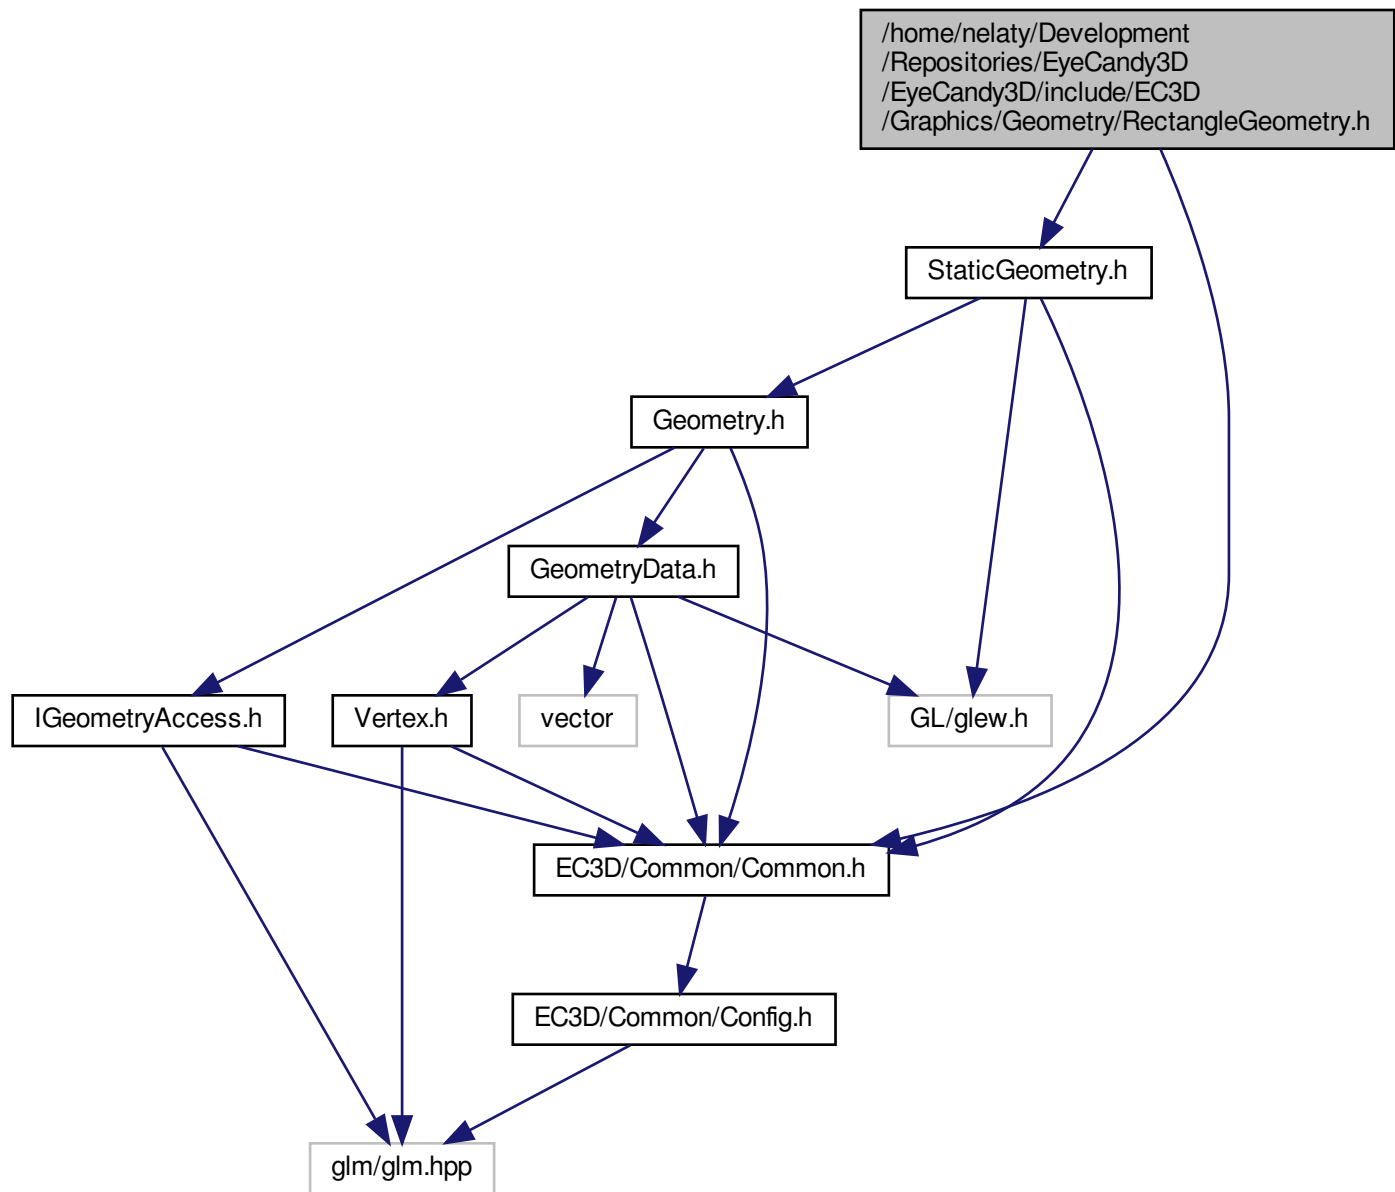 /home/nelaty/Development
/Repositories/EyeCandy3D
/EyeCandy3D/include/EC3D
/Graphics/Geometry/RectangleGeometry.h
StaticGeometry.h
Geometry.h
GeometryData.h
IGeometryAccess.h
Vertex.h
vector
GL/glew.h
EC3D/Common/Common.h
EC3D/Common/Config.h
glm/glm.hpp